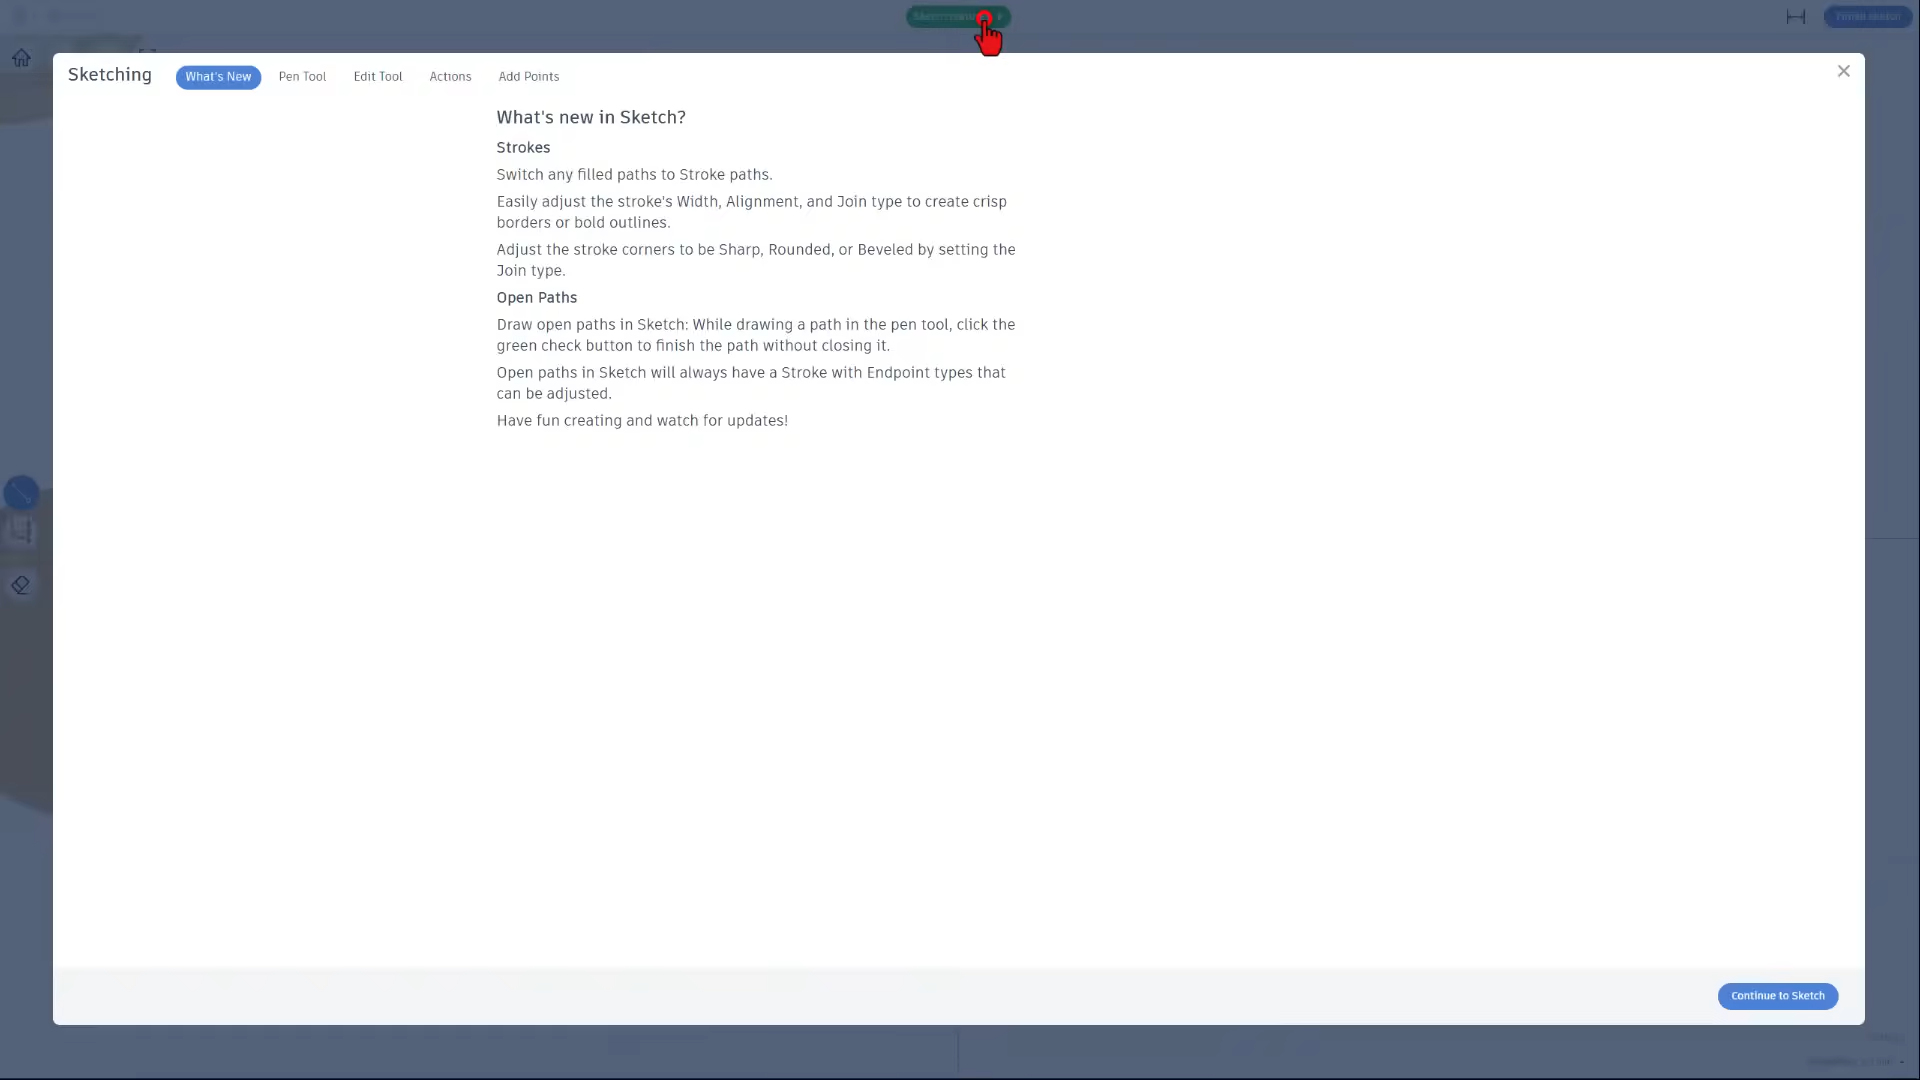 Sketching
What's New
Pen Tool
Edit Tool
Actions
Add Points
What's new in Sketch?
Strokes
Switch any filled paths to Stroke paths.
Easily adjust the stroke's Width, Alignment, and Join type to create crisp
borders or bold outlines.
Adjust the stroke corners to be Sharp, Rounded, or Beveled by setting the
Join type.
Open Paths
Draw open paths in Sketch: While drawing a path in the pen tool, click the
green check button to finish the path without closing it.
Open paths in Sketch will always have a Stroke with Endpoint types that
can be adjusted.
Have fun creating and watch for updates!
Continue to Sketch